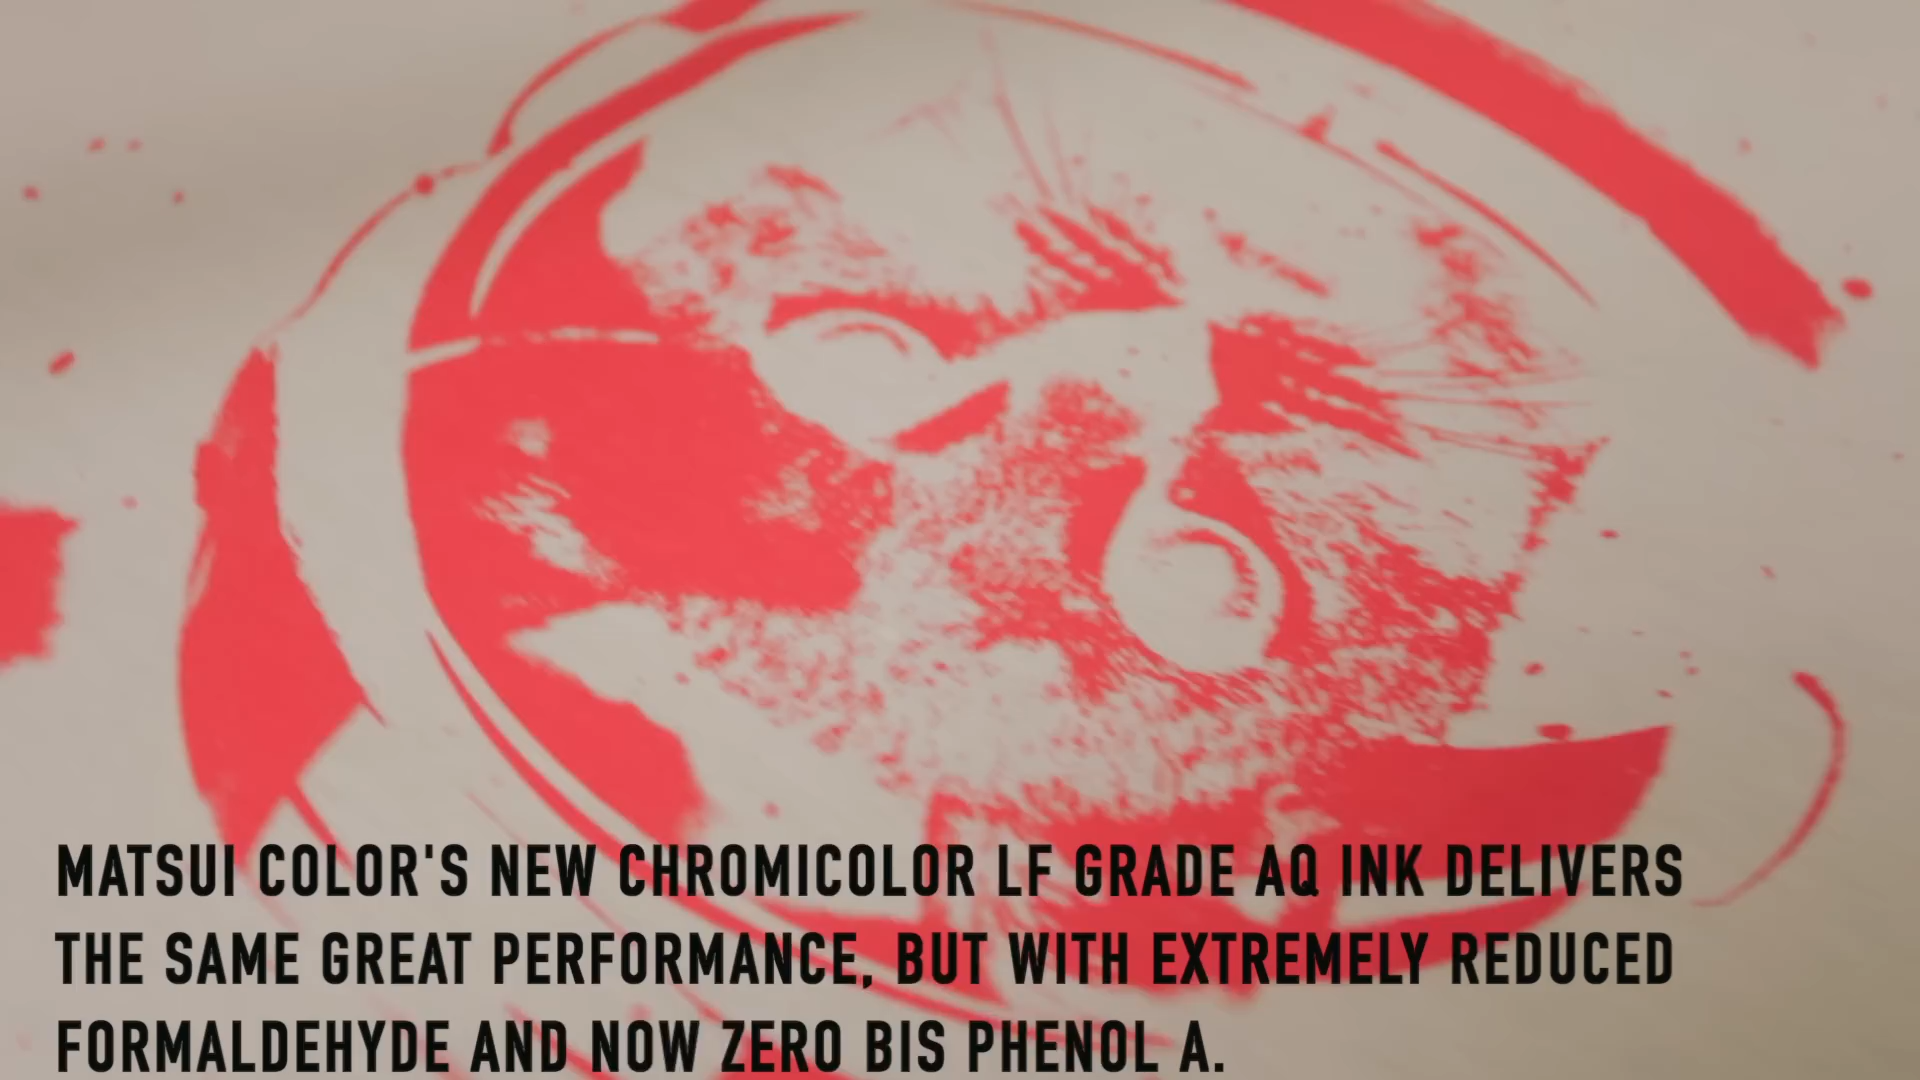 MATSUI COLOR'S NEW CHROMICOLOR LF GRADE AQ INK DELIVERS
THE SAME GREAT PERFORMANCE, BUT WITH EXTREMELY REDUCED
FORMALDEHYDE AND NOW ZERO BIS PHENOL A.